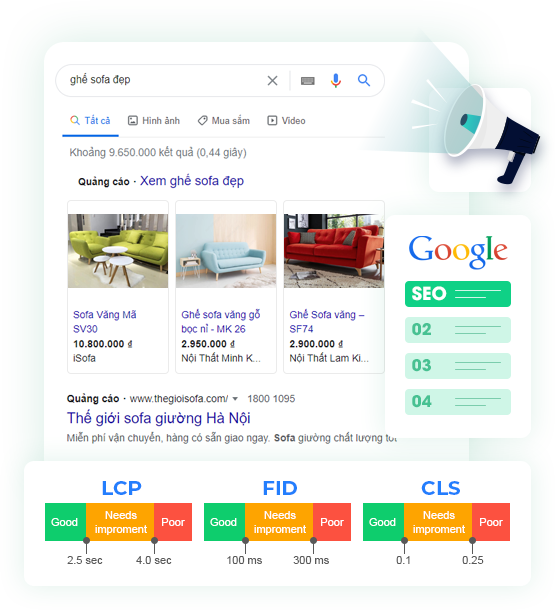 ghế sofa đẹp
Tất cả
Hình ảnh
Mua sắm
Video
Khoảng 9.650.000 kết quả (0,44 giây)
Quảng cáo · Xem ghế sofa đẹp
Sofa Văng Mã
SV30
10.800.000 ₫
iSofa
Ghế sofa văng gỗ
bọc nỉ - MK 26
2.950.000 ₫
Nội Thất Minh K...
Ghế Sofa văng –
SF74
2.900.000 ₫
Nội Thất Lam Ki...
Google
SEO
02
03
04
Quảng cáo · www.thegioisofa.com/ 1800 1095
Thế giới sofa giường Hà Nội
Miễn phí vận chuyển, hàng có sẵn giao ngay. Sofa giường chất lượng tốt
LCP
Good
Needs
improment
Poor
2.5 sec
4.0 sec
FID
Good
Needs
improment
Poor
100 ms
300 ms
CLS
Good
Needs
improment
Poor
0.1
0.25